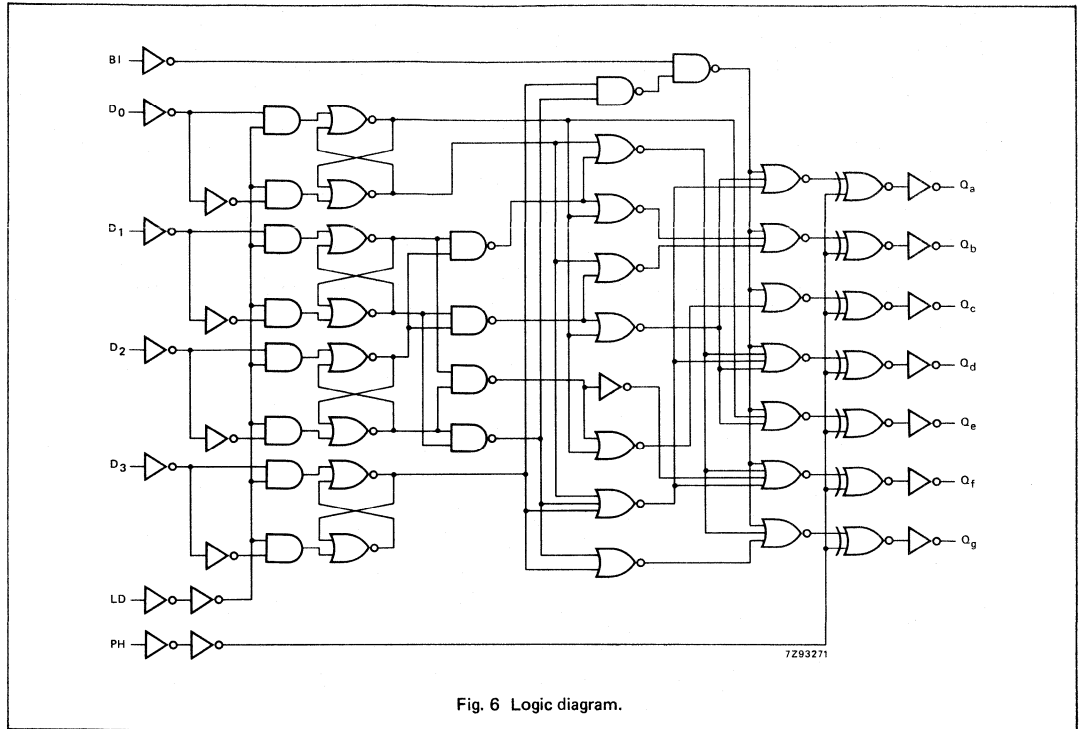 BI
D0
D1
D2
D3
LD
PH
Qa
Qb
Qc
Qd
Qe
Qf
Qg
7Z93271
Fig. 6 Logic diagram.